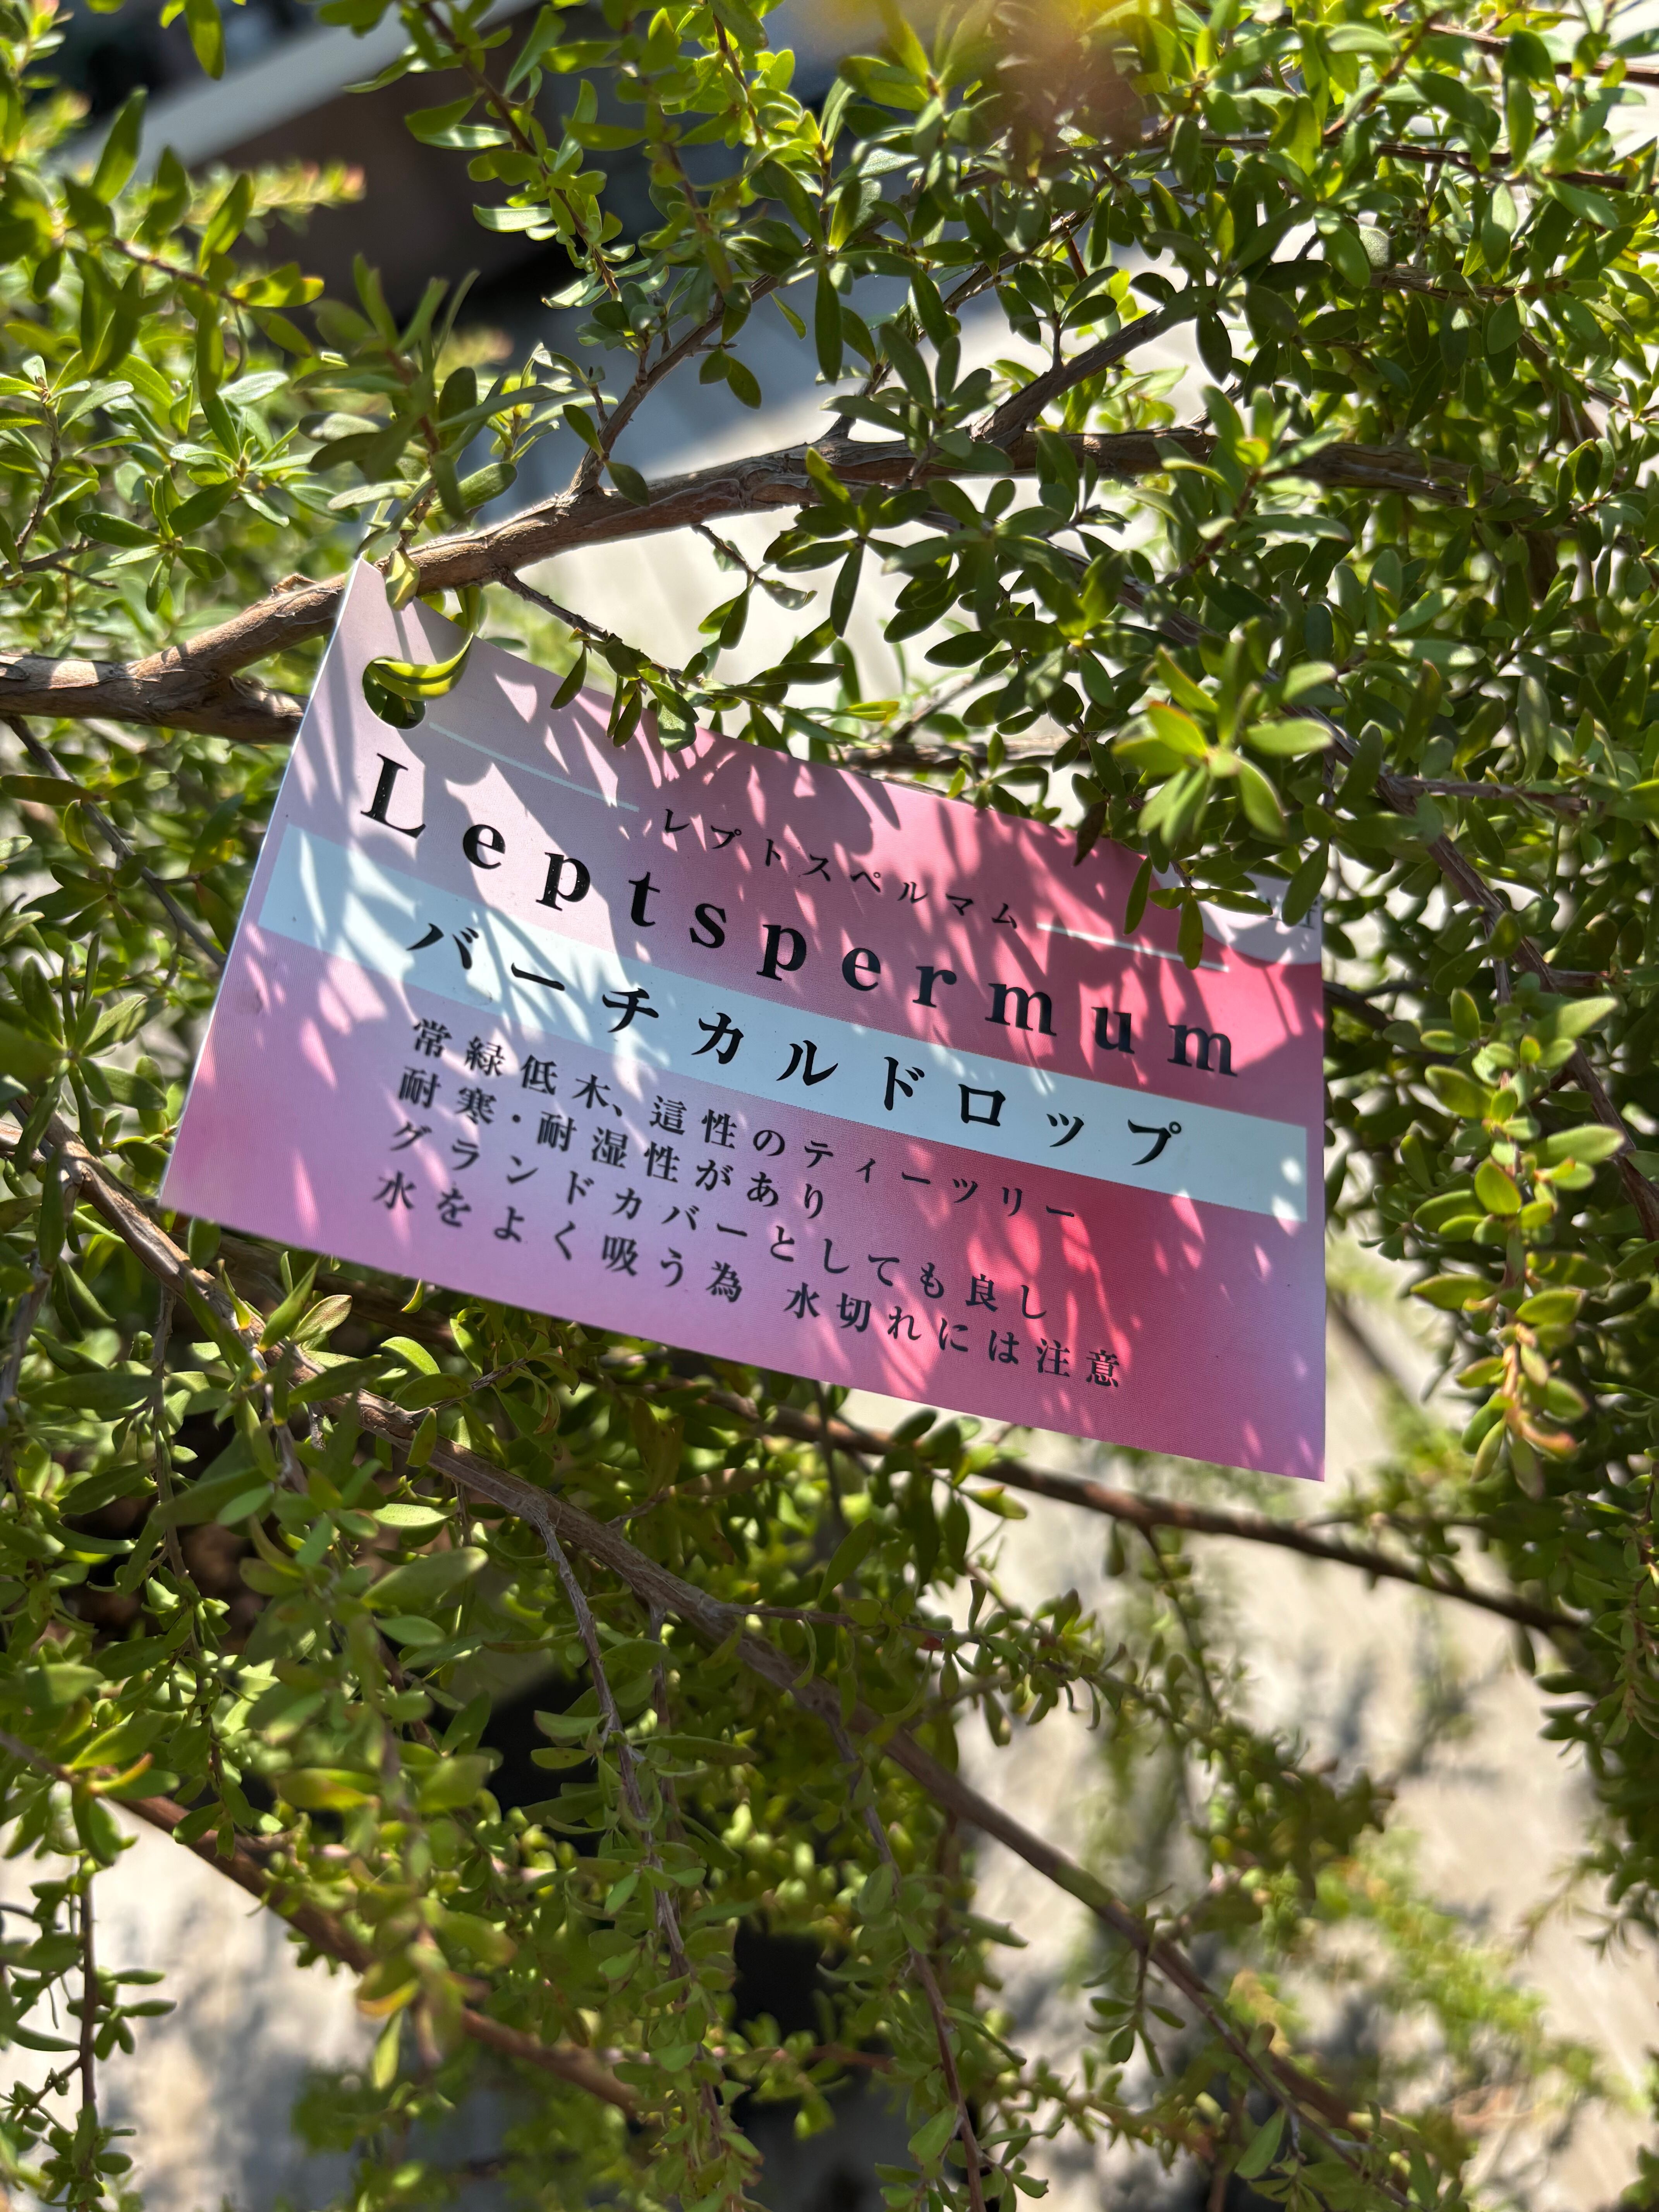 レプトスペルマム
Leptspermum
バーチカルドロップ
常緑低木、這性のティーツリー
耐寒・耐湿性があり
グランドカバーとしても良し
水をよく吸う為 水切れには注意